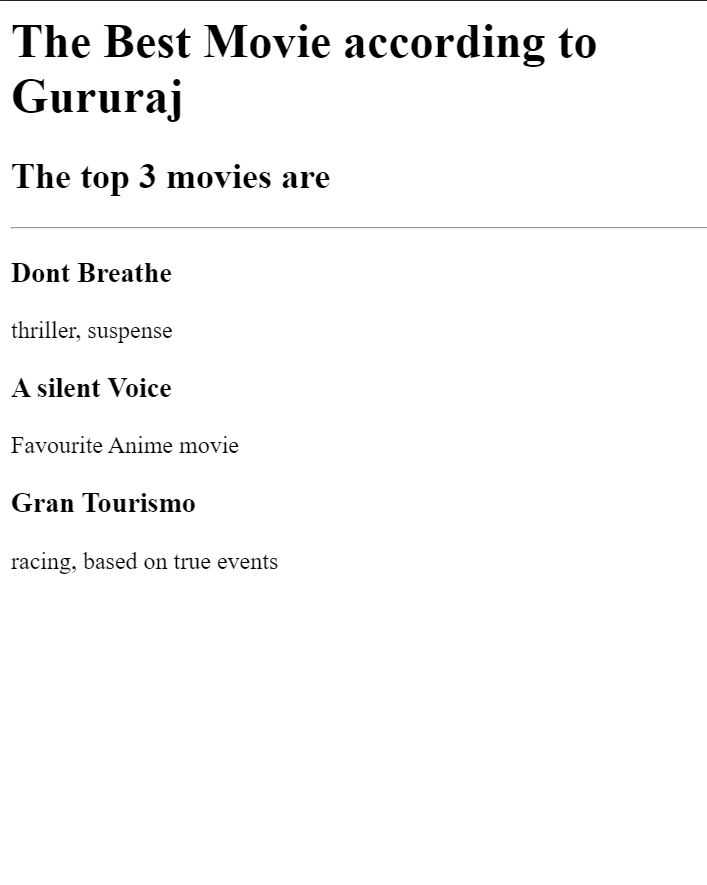 The Best Movie according to
Gururaj
The top 3 movies are
Dont Breathe
thriller, suspense
A silent Voice
Favourite Anime movie
Gran Tourismo
racing, based on true events